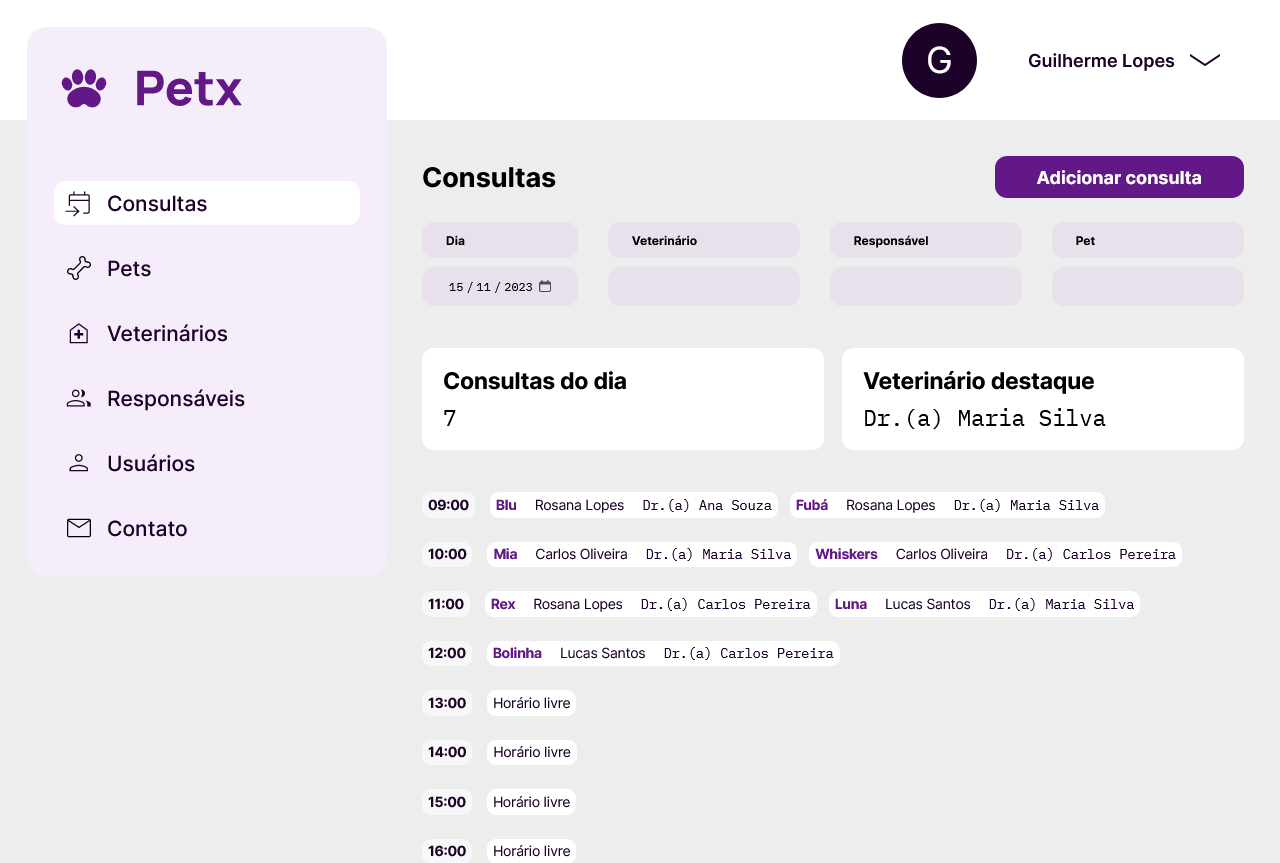 Petx
G
Guilherme Lopes
Consultas
Pets
Veterinários
Responsáveis
Usuários
Contato
Consultas
Adicionar consulta
Dia Veterinário Responsável Pet
15 / 11 / 2023
Consultas do dia
7
Veterinário destaque
Dr.(a) Maria Silva
09:00 Blu Rosana Lopes Dr.(a) Ana Souza Fubá Rosana Lopes Dr.(a) Maria Silva
10:00 Mia Carlos Oliveira Dr.(a) Maria Silva Whiskers Carlos Oliveira Dr.(a) Carlos Pereira
11:00 Rex Rosana Lopes Dr.(a) Carlos Pereira Luna Lucas Santos Dr.(a) Maria Silva
12:00 Bolinha Lucas Santos Dr.(a) Carlos Pereira
13:00 Horário livre
14:00 Horário livre
15:00 Horário livre
16:00 Horário livre